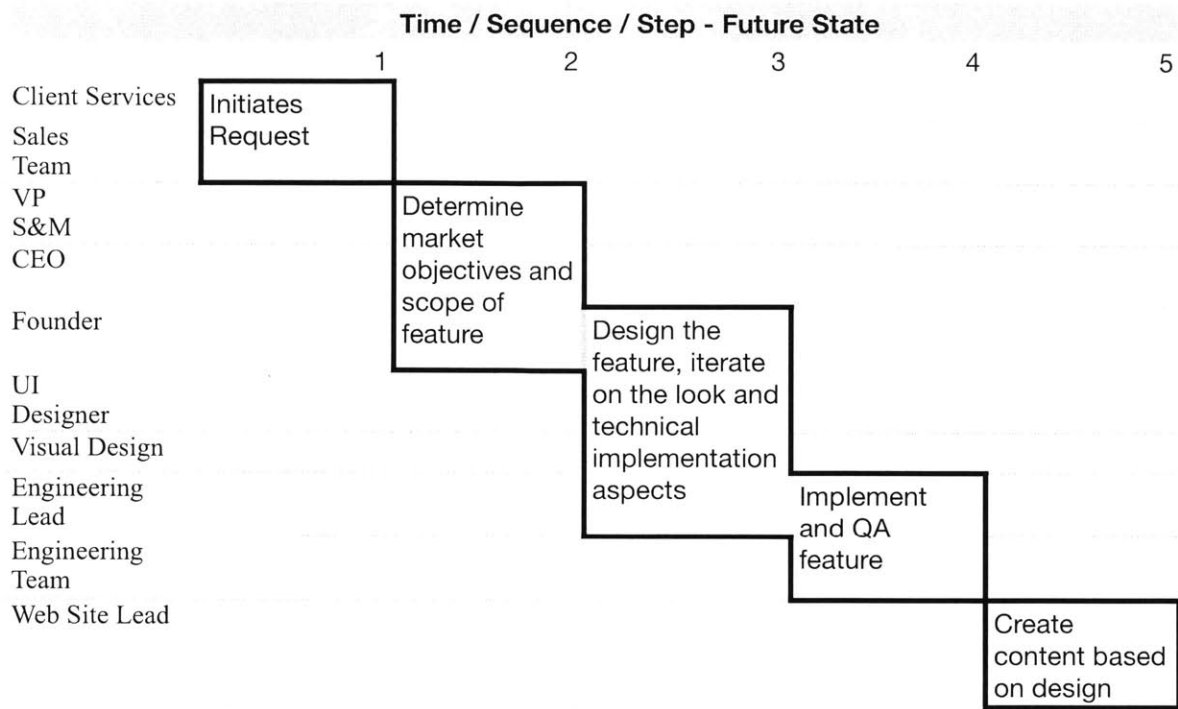 Time / Sequence / Step - Future State
1 2 3 4 5
Client Services
Sales
Team
VP
S&M
CEO
Founder
UI
Designer
Visual Design
Engineering
Lead
Engineering
Team
Web Site Lead
Initiates
Request
Determine
market
objectives and
scope of
feature
Design the
feature, iterate
on the look and
technical
implementation
aspects
Implement
and QA
feature
Create
content based
on design